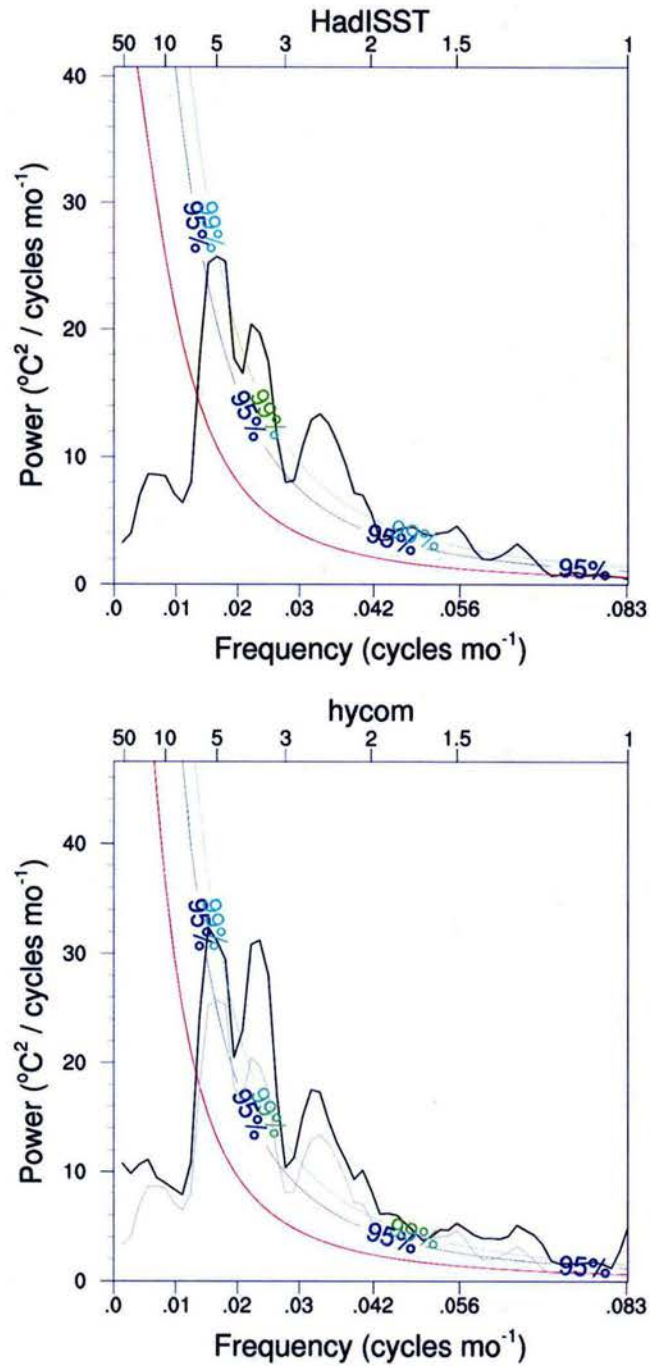 HadISST
50 10 5 3 2 1.5 1
40
30
20
10
0
99%
95%
99%
95%
99%
95%
95%
.0 .01 .02 .03 .042 .056 .083
Power (°C² / cycles mo⁻¹)
Frequency (cycles mo⁻¹)
hycom
50 10 5 3 2 1.5 1
40
30
20
10
0
99%
95%
99%
95%
99%
95%
95%
.0 .01 .02 .03 .042 .056 .083
Power (°C² / cycles mo⁻¹)
Frequency (cycles mo⁻¹)